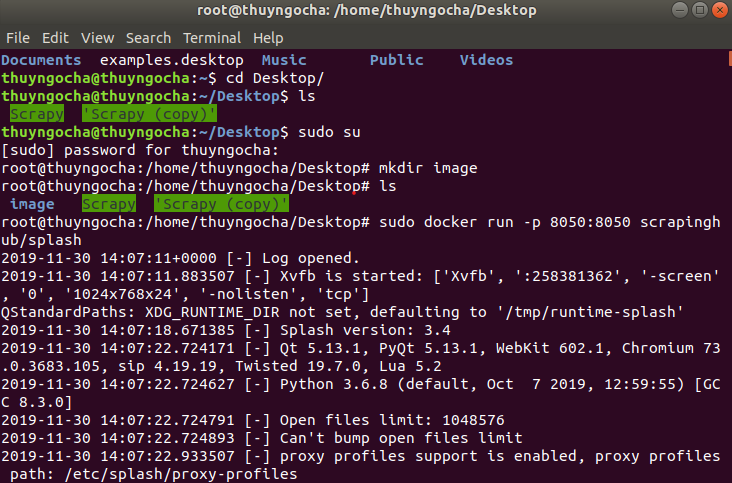 root@thuyngocha: /home/thuyngocha/Desktop
File Edit View Search Terminal Help
Documents examples.desktop Music Public Videos
thuyngocha@thuyngocha:~$ cd Desktop/
thuyngocha@thuyngocha:~/Desktop$ ls
Scrapy 'Scrapy (copy)'
thuyngocha@thuyngocha:~/Desktop$ sudo su
[sudo] password for thuyngocha:
root@thuyngocha:/home/thuyngocha/Desktop# mkdir image
root@thuyngocha:/home/thuyngocha/Desktop# ls
image Scrapy 'Scrapy (copy)'
root@thuyngocha:/home/thuyngocha/Desktop# sudo docker run -p 8050:8050 scrapingh
ub/splash
2019-11-30 14:07:11+0000 [-] Log opened.
2019-11-30 14:07:11.883507 [-] Xvfb is started: ['Xvfb', ':258381362', '-screen'
, '0', '1024x768x24', '-nolisten', 'tcp']
QStandardPaths: XDG_RUNTIME_DIR not set, defaulting to '/tmp/runtime-splash'
2019-11-30 14:07:18.671385 [-] Splash version: 3.4
2019-11-30 14:07:22.724171 [-] Qt 5.13.1, PyQt 5.13.1, WebKit 602.1, Chromium 73
.0.3683.105, sip 4.19.19, Twisted 19.7.0, Lua 5.2
2019-11-30 14:07:22.724627 [-] Python 3.6.8 (default, Oct  7 2019, 12:59:55) [GC
C 8.3.0]
2019-11-30 14:07:22.724791 [-] Open files limit: 1048576
2019-11-30 14:07:22.724893 [-] Can't bump open files limit
2019-11-30 14:07:22.933507 [-] proxy profiles support is enabled, proxy profiles
path: /etc/splash/proxy-profiles